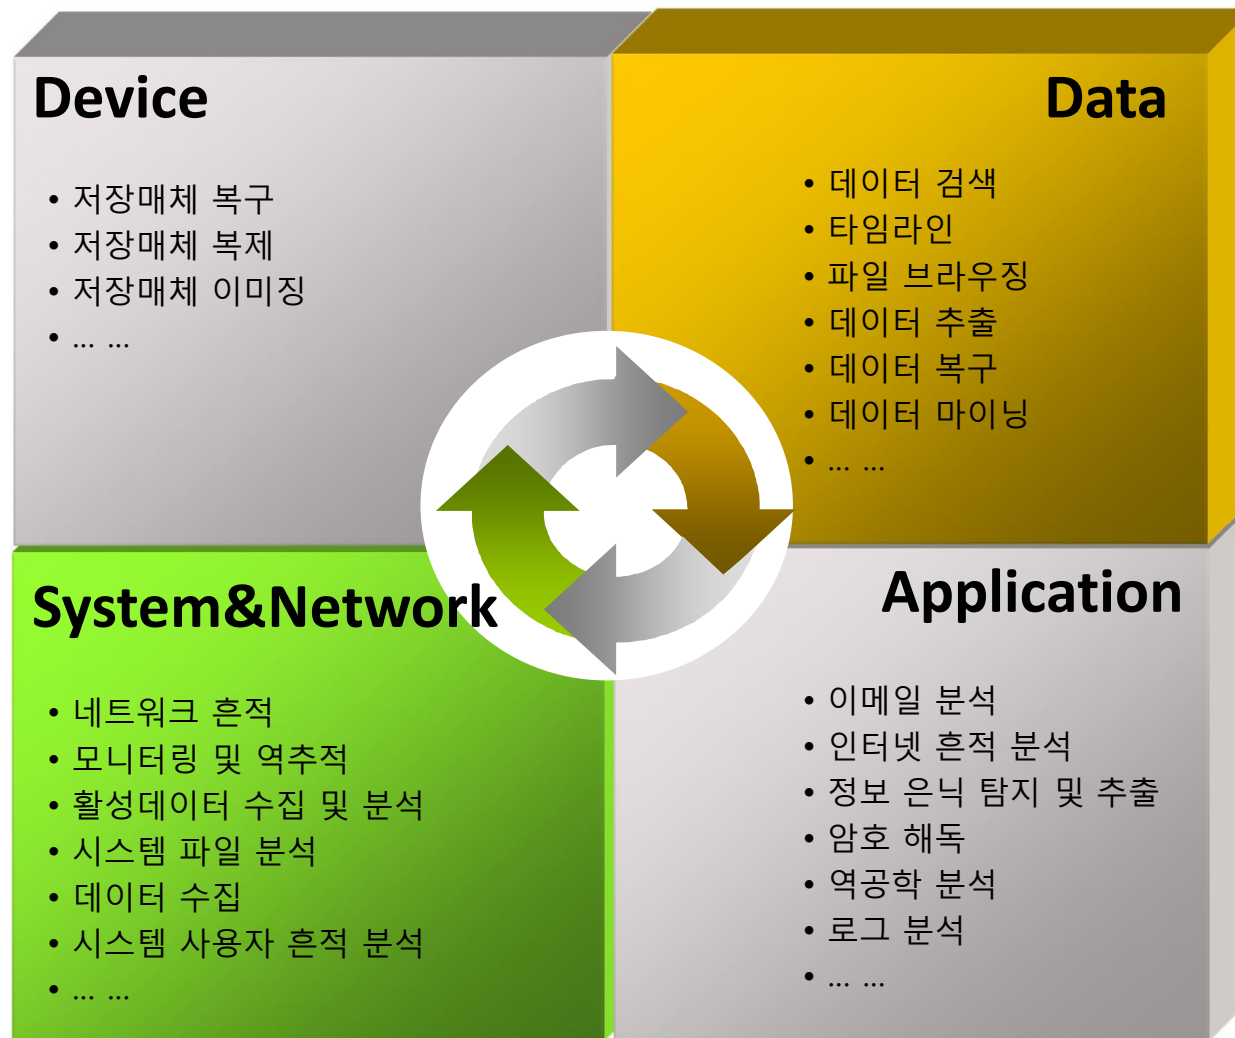 Device
• 저장매체 복구
• 저장매체 복제
• 저장매체 이미징
• ... ...
Data
• 데이터 검색
• 타임라인
• 파일 브라우징
• 데이터 추출
• 데이터 복구
• 데이터 마이닝
• ... ...
System&Network
• 네트워크 흔적
• 모니터링 및 역추적
• 활성데이터 수집 및 분석
• 시스템 파일 분석
• 데이터 수집
• 시스템 사용자 흔적 분석
• ... ...
Application
• 이메일 분석
• 인터넷 흔적 분석
• 정보 은닉 탐지 및 추출
• 암호 해독
• 역공학 분석
• 로그 분석
• ... ...